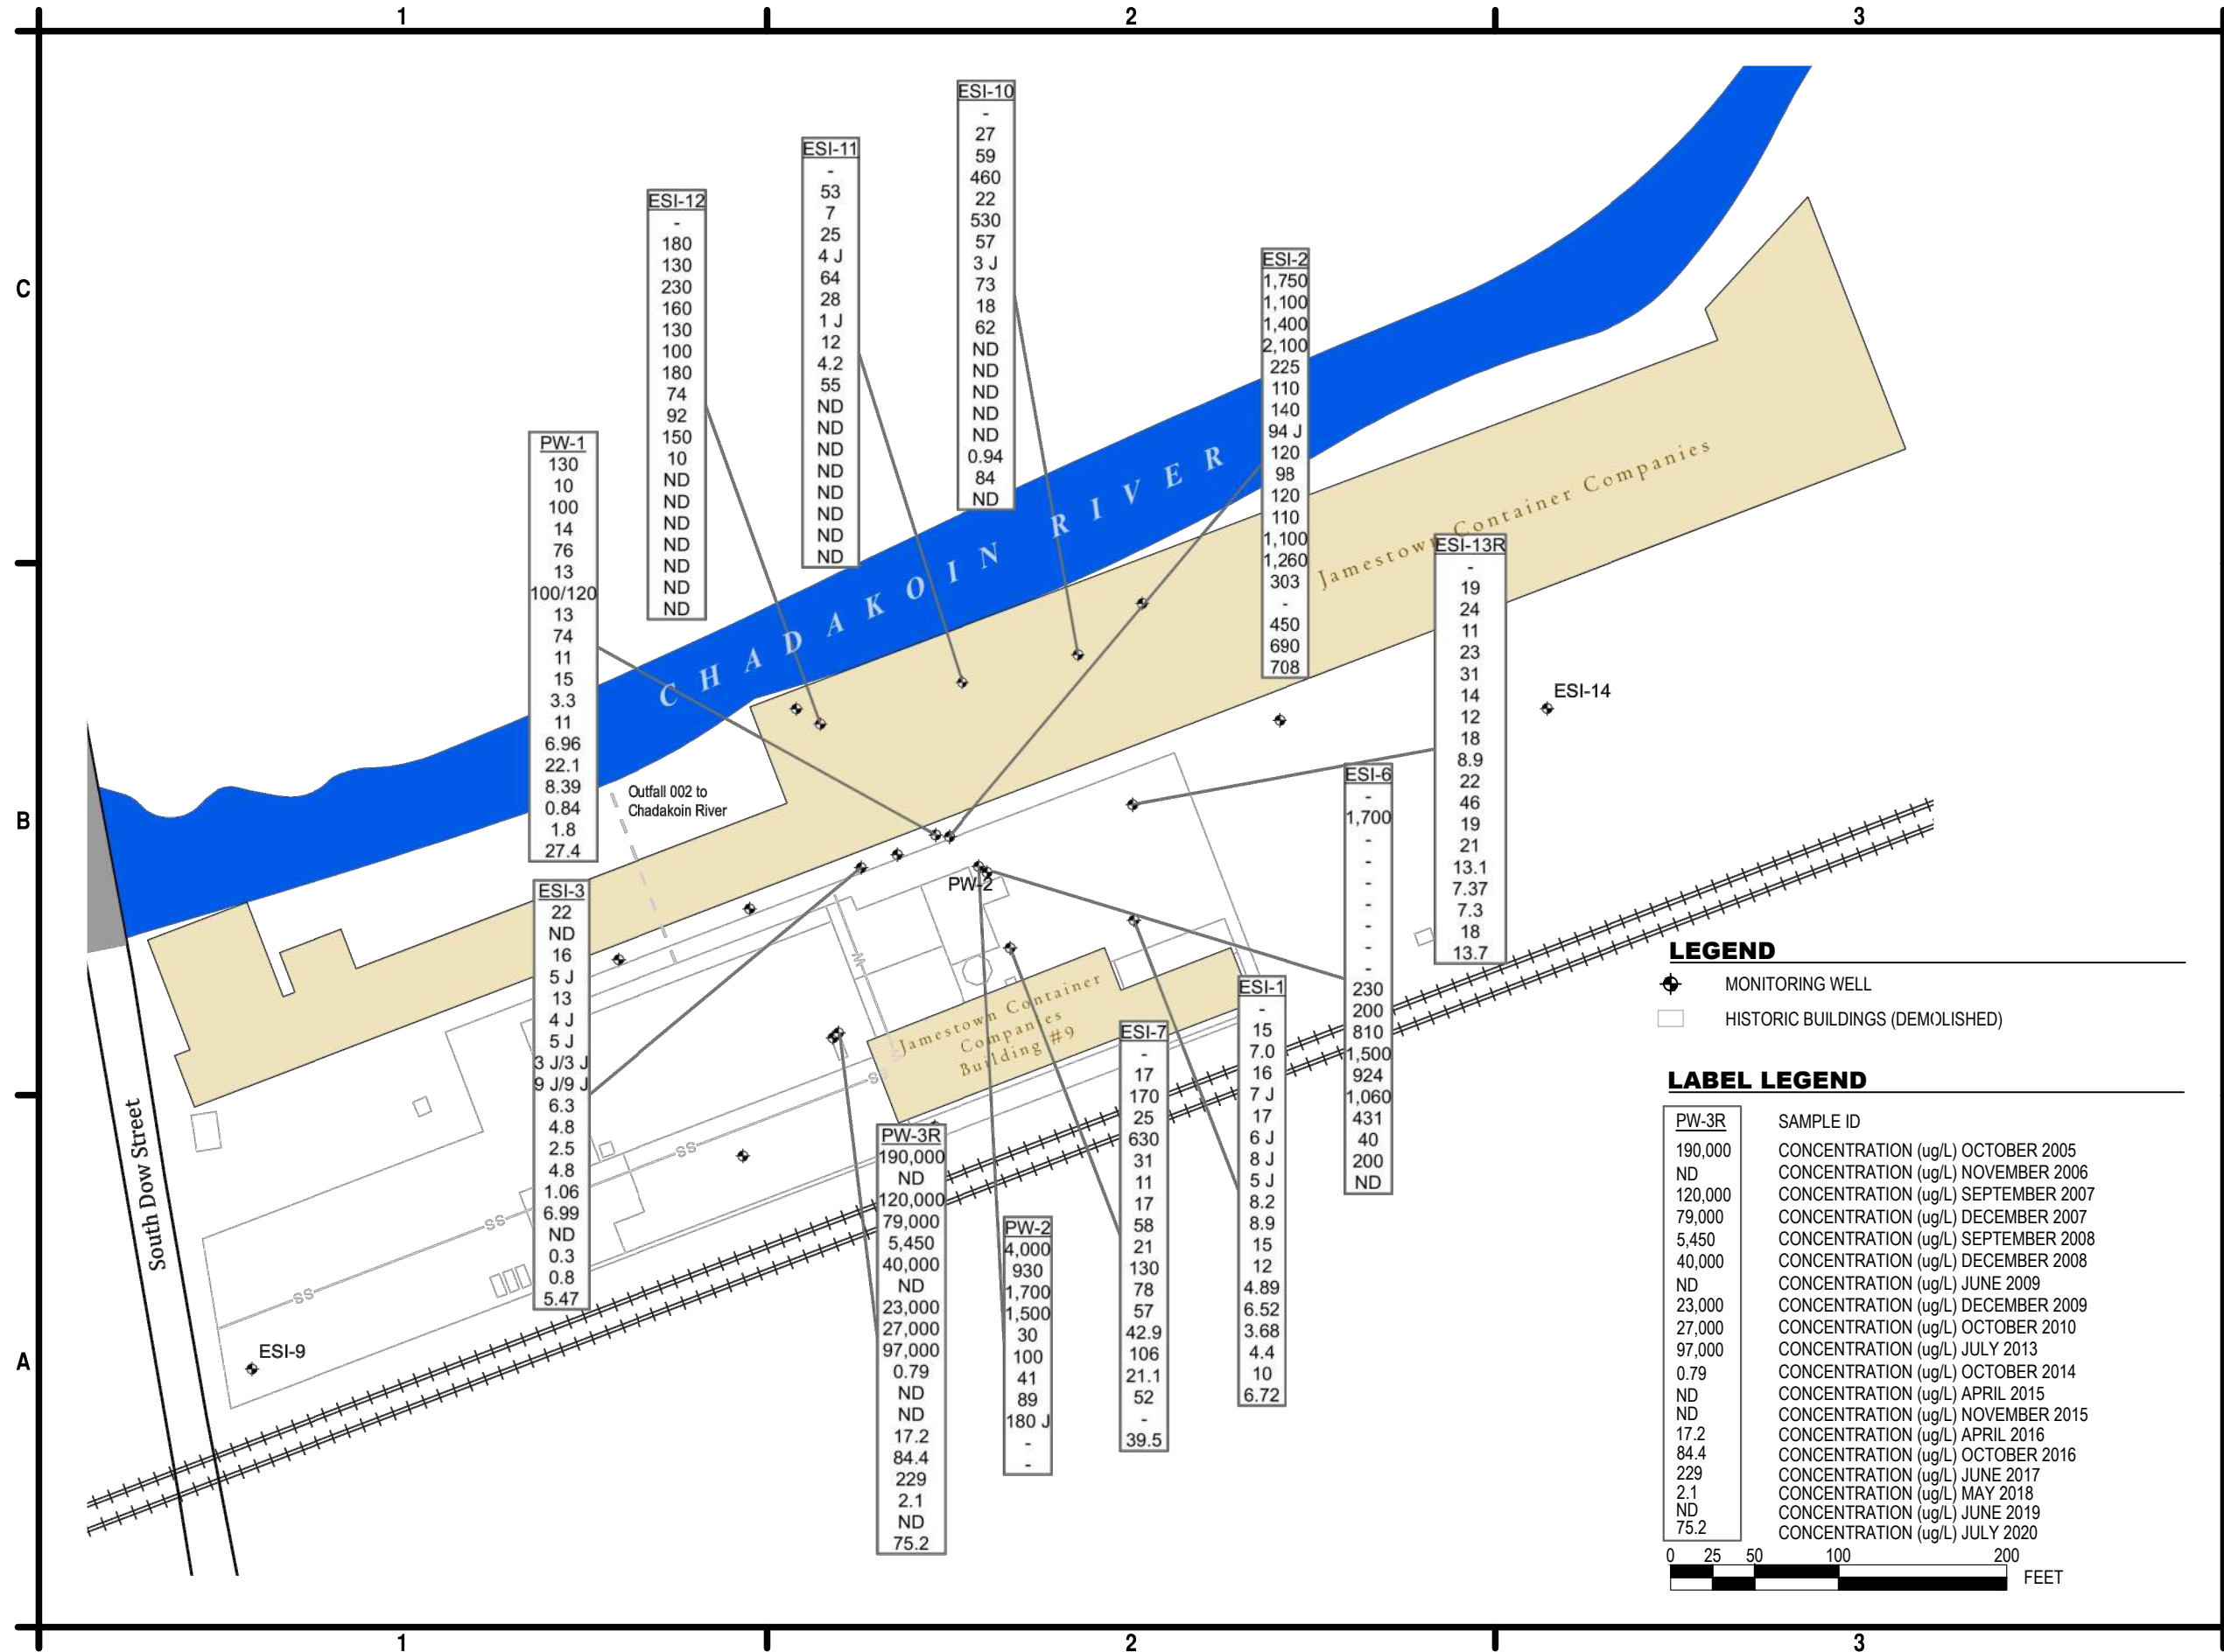 1
2
3
C
B
A
ESI-10
-
27
59
460
22
530
57
3 J
73
18
62
ND
ND
ND
ND
ND
0.94
84
ND
ESI-11
-
53
7
25
4 J
64
28
1 J
12
4.2
55
ND
ND
ND
ND
ND
ND
ND
ND
ESI-12
-
180
130
230
160
130
100
180
74
92
150
10
ND
ND
ND
ND
ND
ND
ND
ESI-2
1,750
1,100
1,400
2,100
225
110
140
94 J
120
98
120
110
1,100
1,260
303
-
450
690
708
PW-1
130
10
100
14
76
13
100/120
13
74
11
15
3.3
11
6.96
22.1
8.39
0.84
1.8
27.4
ESI-13R
-
19
24
11
23
31
14
12
18
8.9
22
46
19
21
13.1
7.37
7.3
18
13.7
CHADAKOIN RIVER
Jamestown Container Companies
ESI-14
Outfall 002 to
Chadakoin River
ESI-6
-
1,700
-
-
-
-
-
-
-
-
230
200
810
1,500
924
1,060
431
40
200
ND
PW-2
ESI-3
22
ND
16
5 J
13
4 J
5 J
3 J/3 J
9 J/9 J
6.3
4.8
2.5
4.8
1.06
6.99
ND
0.3
0.8
5.47
W
W
Jamestown Container
Companies
Building #9
SS
SS
SS
SS
ESI-1
-
15
7.0
16
7 J
17
6 J
8 J
5 J
8.2
8.9
15
12
4.89
6.52
3.68
4.4
10
6.72
ESI-7
-
17
170
25
630
31
11
17
58
21
130
78
57
42.9
106
21.1
52
-
39.5
PW-3R
190,000
ND
120,000
79,000
5,450
40,000
ND
23,000
27,000
97,000
0.79
ND
ND
17.2
84.4
229
2.1
ND
75.2
PW-2
4,000
930
1,700
1,500
30
100
41
89
180 J
-
-
South Dow Street
ESI-9
LEGEND
MONITORING WELL
HISTORIC BUILDINGS (DEMOLISHED)
LABEL LEGEND
PW-3R SAMPLE ID
190,000 CONCENTRATION (ug/L) OCTOBER 2005
ND CONCENTRATION (ug/L) NOVEMBER 2006
120,000 CONCENTRATION (ug/L) SEPTEMBER 2007
79,000 CONCENTRATION (ug/L) DECEMBER 2007
5,450 CONCENTRATION (ug/L) SEPTEMBER 2008
40,000 CONCENTRATION (ug/L) DECEMBER 2008
ND CONCENTRATION (ug/L) JUNE 2009
23,000 CONCENTRATION (ug/L) DECEMBER 2009
27,000 CONCENTRATION (ug/L) OCTOBER 2010
97,000 CONCENTRATION (ug/L) JULY 2013
0.79 CONCENTRATION (ug/L) OCTOBER 2014
ND CONCENTRATION (ug/L) APRIL 2015
ND CONCENTRATION (ug/L) NOVEMBER 2015
17.2 CONCENTRATION (ug/L) APRIL 2016
84.4 CONCENTRATION (ug/L) OCTOBER 2016
229 CONCENTRATION (ug/L) JUNE 2017
2.1 CONCENTRATION (ug/L) MAY 2018
ND CONCENTRATION (ug/L) JUNE 2019
75.2 CONCENTRATION (ug/L) JULY 2020
0 25 50 100 200
FEET
1
2
3